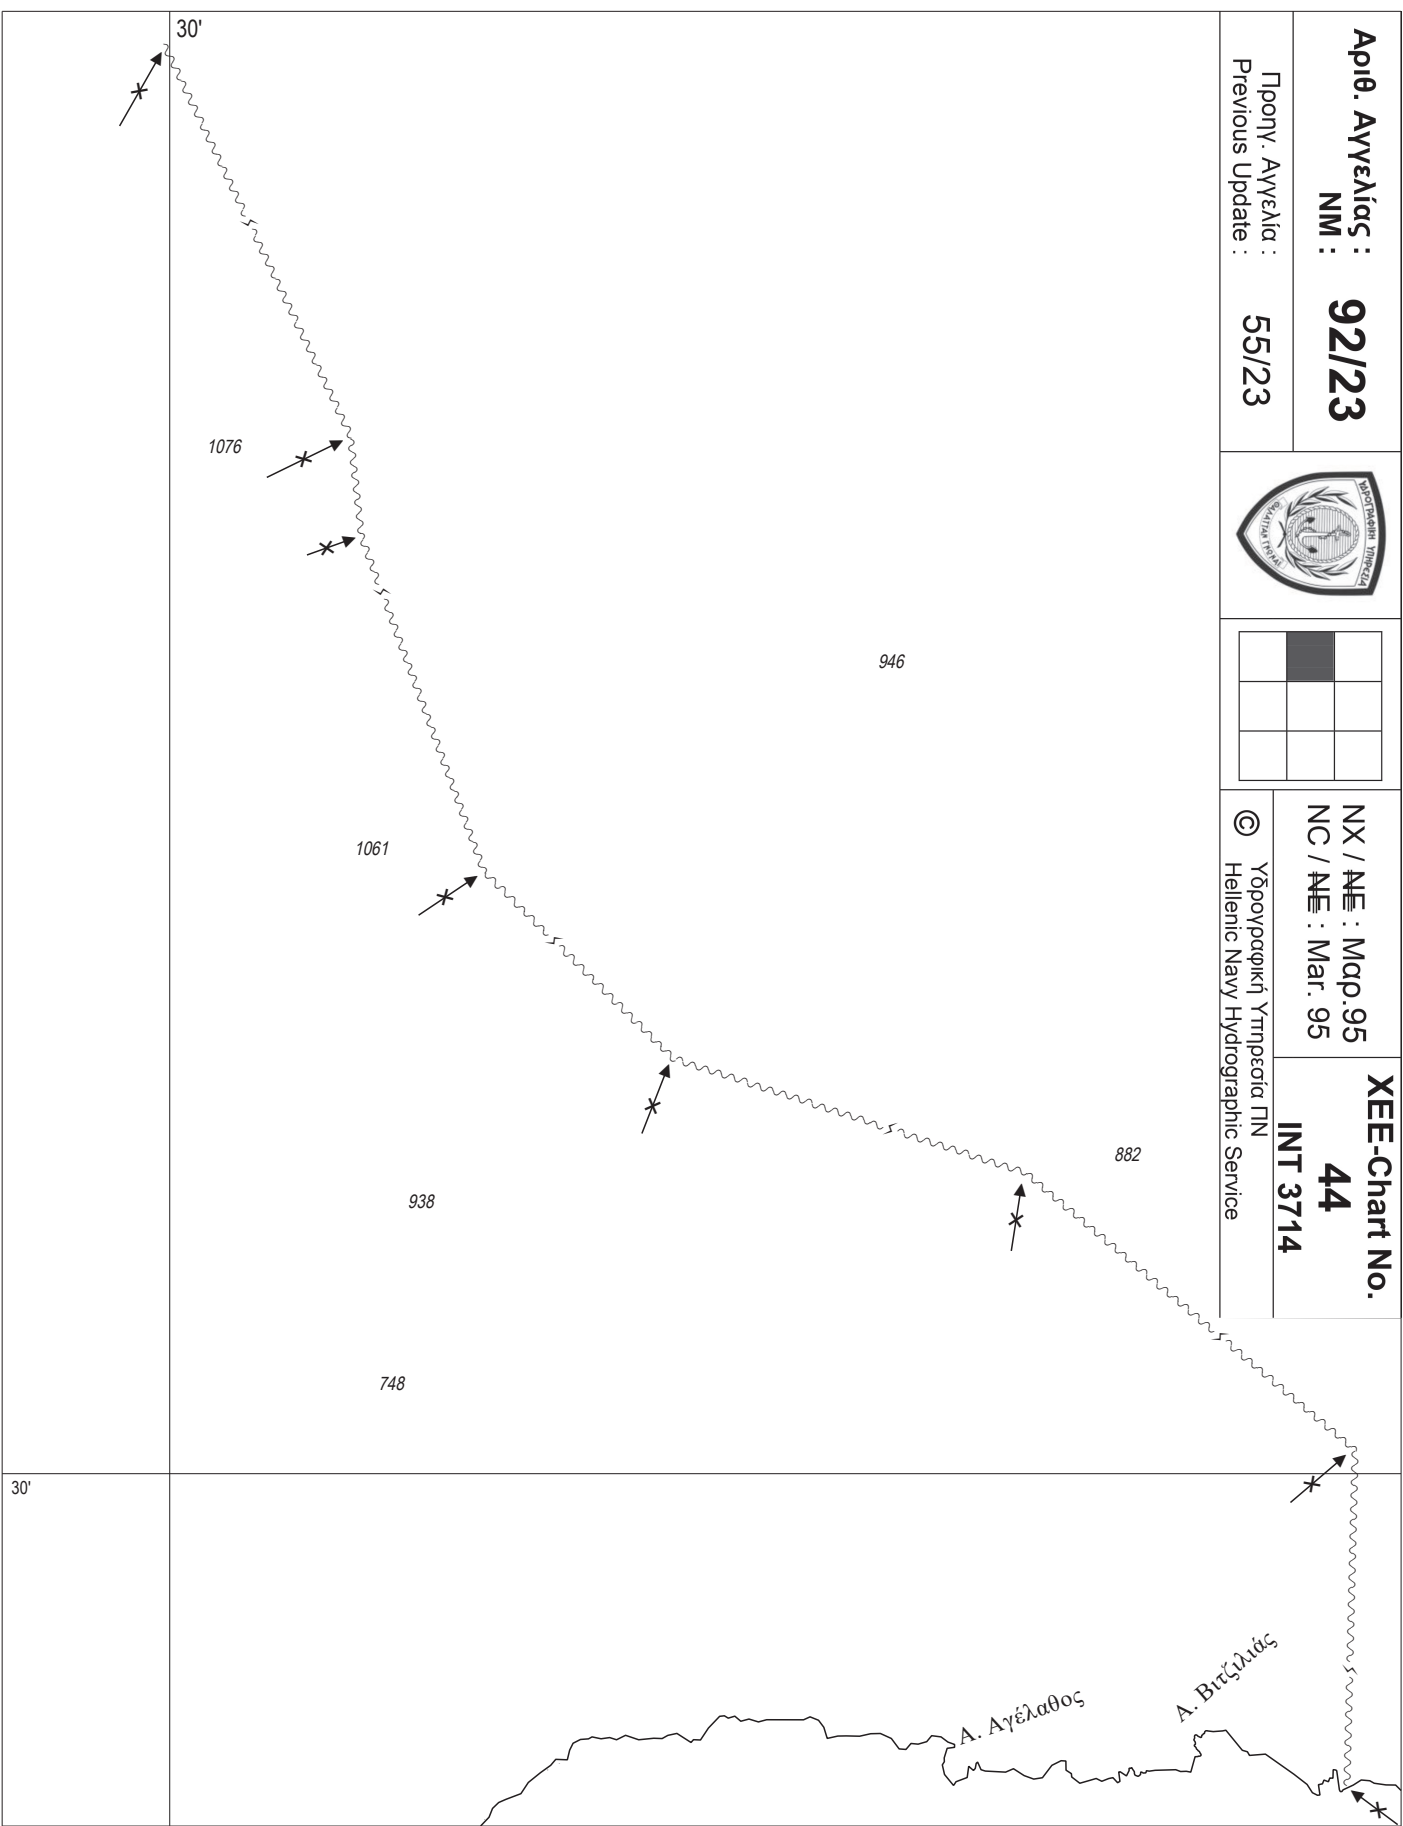 Αριθ. Αγγελίας : 92/23
NM :
Προηγ. Αγγελία : 55/23
Previous Update :
ΥΔΡΟΓΡΑΦΙΚΗ ΥΠΗΡΕΣΙΑ
NX / NE : Μαρ.95
NC / NE : Mar. 95
© Υδρογραφική Υπηρεσία ΠΝ
Hellenic Navy Hydrographic Service
XEE-Chart No.
44
INT 3714
30'
1076
946
1061
882
938
748
30'
Α. Αγέλαθος
Α. Βιτζιλιάς